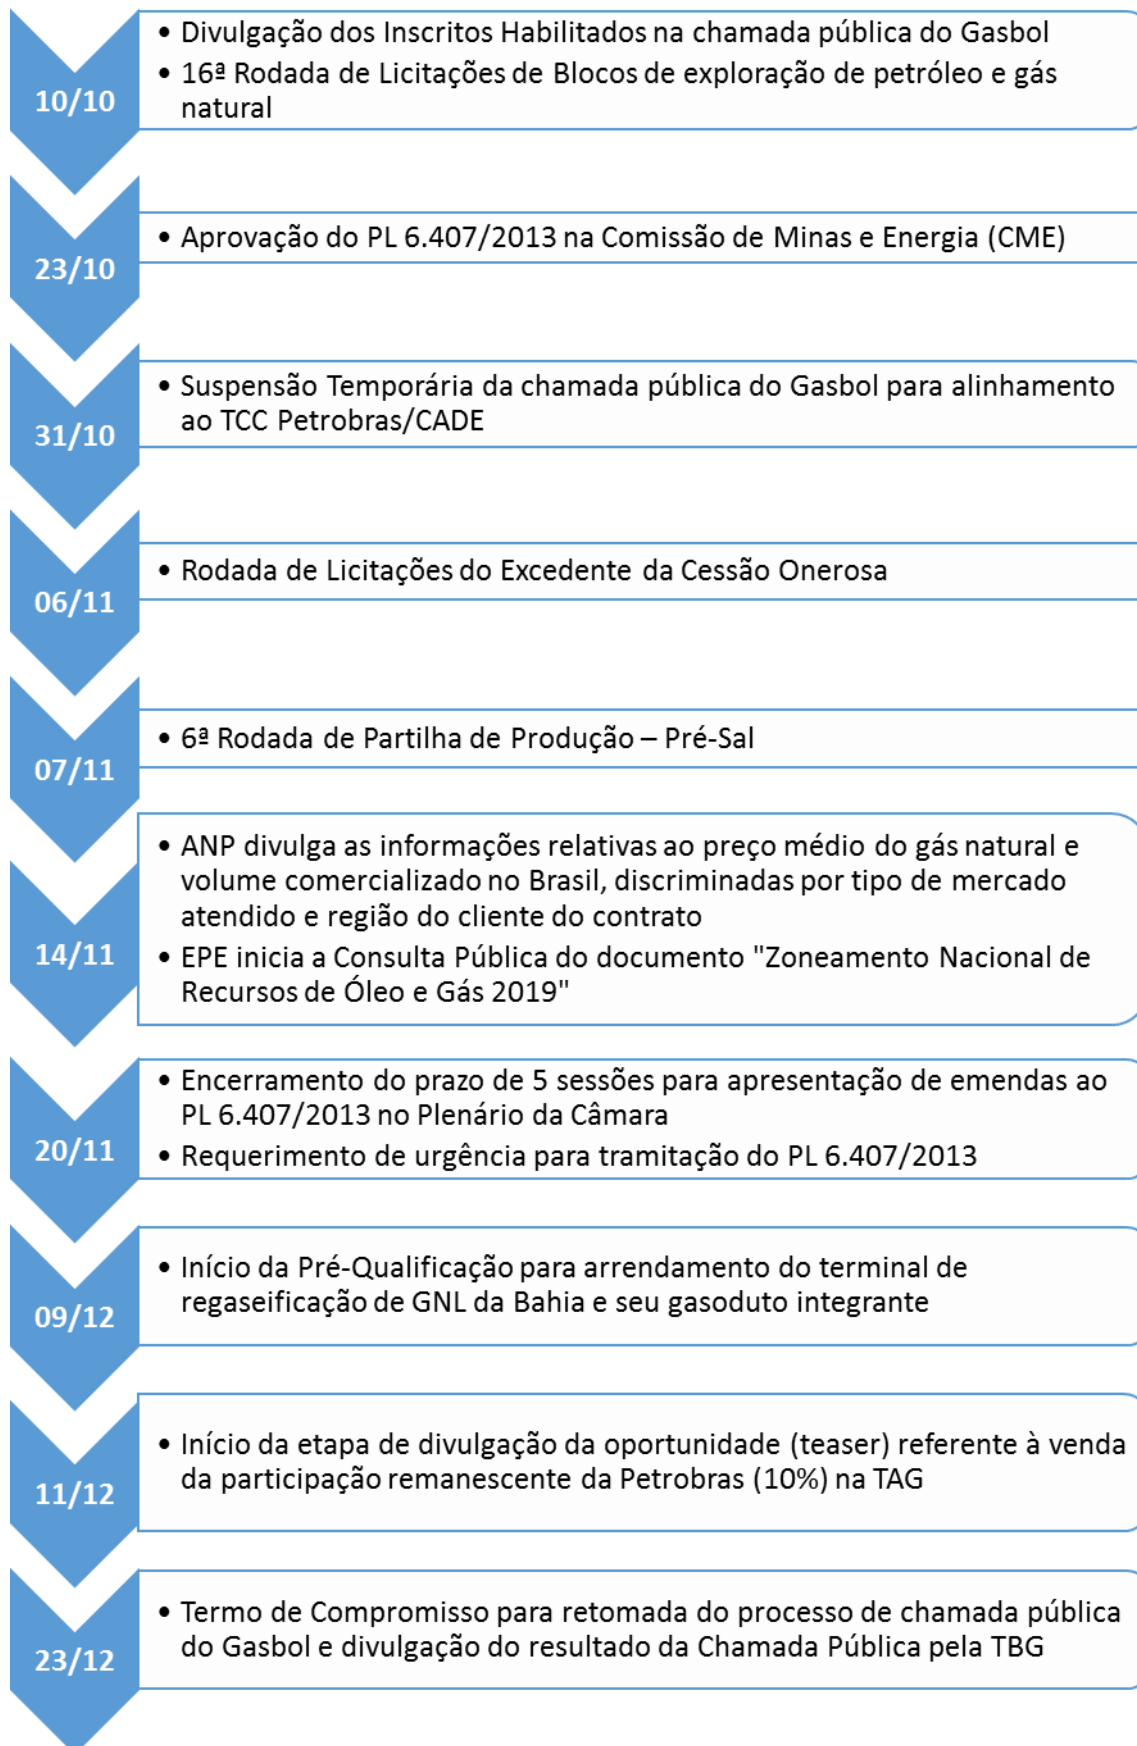 • Divulgação dos Inscritos Habilitados na chamada pública do Gasbol
• 16ª Rodada de Licitações de Blocos de exploração de petróleo e gás
natural
10/10
• Aprovação do PL 6.407/2013 na Comissão de Minas e Energia (CME)
23/10
• Suspensão Temporária da chamada pública do Gasbol para alinhamento
ao TCC Petrobras/CADE
31/10
• Rodada de Licitações do Excedente da Cessão Onerosa
06/11
• 6ª Rodada de Partilha de Produção – Pré-Sal
07/11
• ANP divulga as informações relativas ao preço médio do gás natural e
volume comercializado no Brasil, discriminadas por tipo de mercado
atendido e região do cliente do contrato
14/11
• EPE inicia a Consulta Pública do documento "Zoneamento Nacional de
Recursos de Óleo e Gás 2019"
• Encerramento do prazo de 5 sessões para apresentação de emendas ao
PL 6.407/2013 no Plenário da Câmara
20/11
• Requerimento de urgência para tramitação do PL 6.407/2013
• Início da Pré-Qualificação para arrendamento do terminal de
regaseificação de GNL da Bahia e seu gasoduto integrante
09/12
• Início da etapa de divulgação da oportunidade (teaser) referente à venda
da participação remanescente da Petrobras (10%) na TAG
11/12
• Termo de Compromisso para retomada do processo de chamada pública
do Gasbol e divulgação do resultado da Chamada Pública pela TBG
23/12